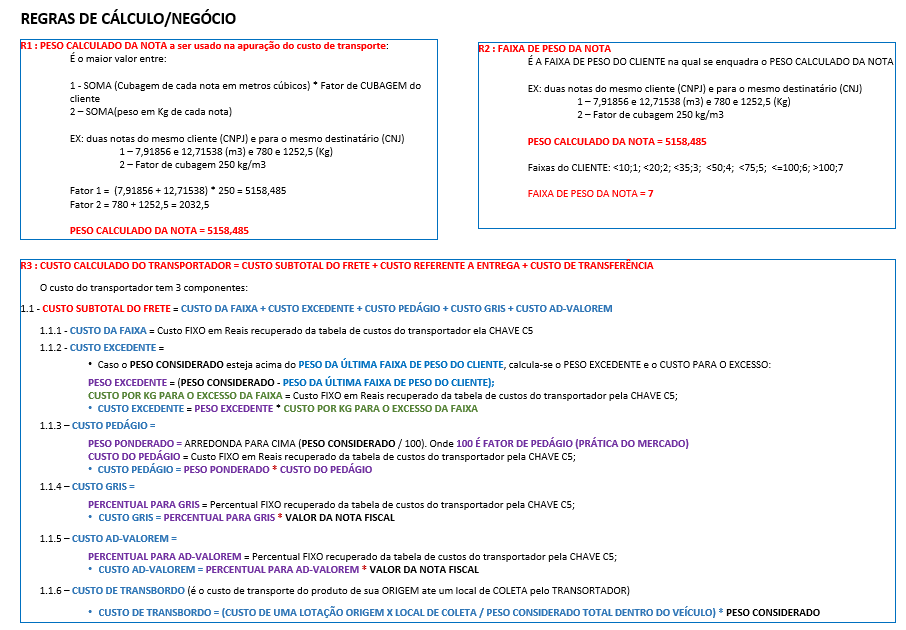 REGRAS DE CÁLCULO/NEGÓCIO
R1 : PESO CALCULADO DA NOTA a ser usado na apuração do custo de transporte:
É o maior valor entre:
1 - SOMA (Cubagem de cada nota em metros cúbicos) * Fator de CUBAGEM do
cliente
2 – SOMA(peso em Kg de cada nota)
EX: duas notas do mesmo cliente (CNPJ) e para o mesmo destinatário (CNJ)
1 – 7,91856 e 12,71538 (m3) e 780 e 1252,5 (Kg)
2 – Fator de cubagem 250 kg/m3
Fator 1 = (7,91856 + 12,71538) * 250 = 5158,485
Fator 2 = 780 + 1252,5 = 2032,5
PESO CALCULADO DA NOTA = 5158,485
R2 : FAIXA DE PESO DA NOTA
É A FAIXA DE PESO DO CLIENTE na qual se enquadra o PESO CALCULADO DA NOTA
EX: duas notas do mesmo cliente (CNPJ) e para o mesmo destinatário (CNJ)
1 – 7,91856 e 12,71538 (m3) e 780 e 1252,5 (Kg)
2 – Fator de cubagem 250 kg/m3
PESO CALCULADO DA NOTA = 5158,485
Faixas do CLIENTE: <10;1; <20;2; <35;3; <50;4; <75;5; <=100;6; >100;7
FAIXA DE PESO DA NOTA = 7
R3 : CUSTO CALCULADO DO TRANSPORTADOR = CUSTO SUBTOTAL DO FRETE + CUSTO REFERENTE A ENTREGA + CUSTO DE TRANSFERÊNCIA
O custo do transportador tem 3 componentes:
1.1 - CUSTO SUBTOTAL DO FRETE = CUSTO DA FAIXA + CUSTO EXCEDENTE + CUSTO PEDÁGIO + CUSTO GRIS + CUSTO AD-VALOREM
1.1.1 - CUSTO DA FAIXA = Custo FIXO em Reais recuperado da tabela de custos do transportador ela CHAVE C5
1.1.2 - CUSTO EXCEDENTE =
• Caso o PESO CONSIDERADO esteja acima do PESO DA ÚLTIMA FAIXA DE PESO DO CLIENTE, calcula-se o PESO EXCEDENTE e o CUSTO PARA O EXCESSO:
PESO EXCEDENTE = (PESO CONSIDERADO - PESO DA ÚLTIMA FAIXA DE PESO DO CLIENTE);
CUSTO POR KG PARA O EXCESSO DA FAIXA = Custo FIXO em Reais recuperado da tabela de custos do transportador pela CHAVE C5;
• CUSTO EXCEDENTE = PESO EXCEDENTE * CUSTO POR KG PARA O EXCESSO DA FAIXA
1.1.3 – CUSTO PEDÁGIO =
PESO PONDERADO = ARREDONDA PARA CIMA (PESO CONSIDERADO / 100). Onde 100 É FATOR DE PEDÁGIO (PRÁTICA DO MERCADO)
CUSTO DO PEDÁGIO = Custo FIXO em Reais recuperado da tabela de custos do transportador pela CHAVE C5;
• CUSTO PEDÁGIO = PESO PONDERADO * CUSTO DO PEDÁGIO
1.1.4 – CUSTO GRIS =
PERCENTUAL PARA GRIS = Percentual FIXO recuperado da tabela de custos do transportador pela CHAVE C5;
• CUSTO GRIS = PERCENTUAL PARA GRIS * VALOR DA NOTA FISCAL
1.1.5 – CUSTO AD-VALOREM =
PERCENTUAL PARA AD-VALOREM = Percentual FIXO recuperado da tabela de custos do transportador pela CHAVE C5;
• CUSTO AD-VALOREM = PERCENTUAL PARA AD-VALOREM * VALOR DA NOTA FISCAL
1.1.6 – CUSTO DE TRANSBORDO (é o custo de transporte do produto de sua ORIGEM ate um local de COLETA pelo TRANSORTADOR)
• CUSTO DE TRANSBORDO = (CUSTO DE UMA LOTAÇÃO ORIGEM X LOCAL DE COLETA / PESO CONSIDERADO TOTAL DENTRO DO VEÍCULO) * PESO CONSIDERADO